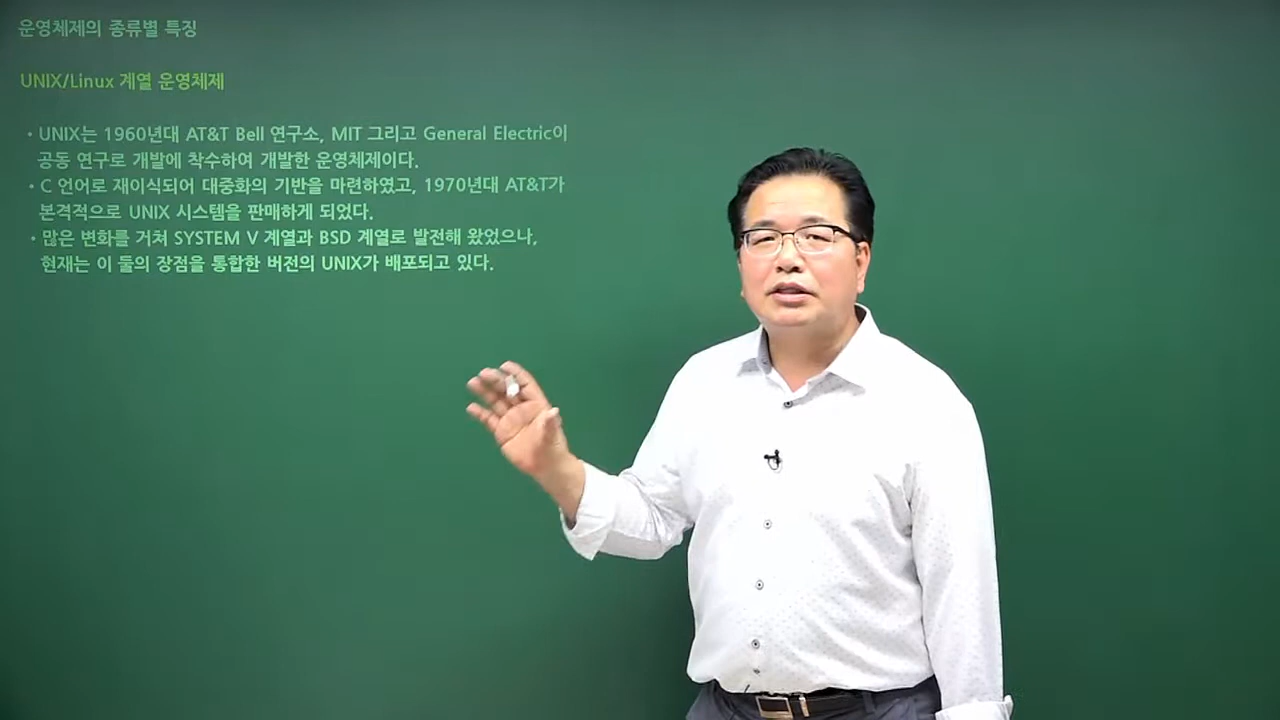 운영체제의 종류별 특징
UNIX/Linux 계열 운영체제
• UNIX는 1960년대 AT&T Bell 연구소, MIT 그리고 General Electric이
공동 연구로 개발에 착수하여 개발한 운영체제이다.
• C 언어로 재이식되어 대중화의 기반을 마련하였고, 1970년대 AT&T가
본격적으로 UNIX 시스템을 판매하게 되었다.
• 많은 변화를 거쳐 SYSTEM V 계열과 BSD 계열로 발전해 왔었으나,
현재는 이 둘의 장점을 통합한 버전의 UNIX가 배포되고 있다.